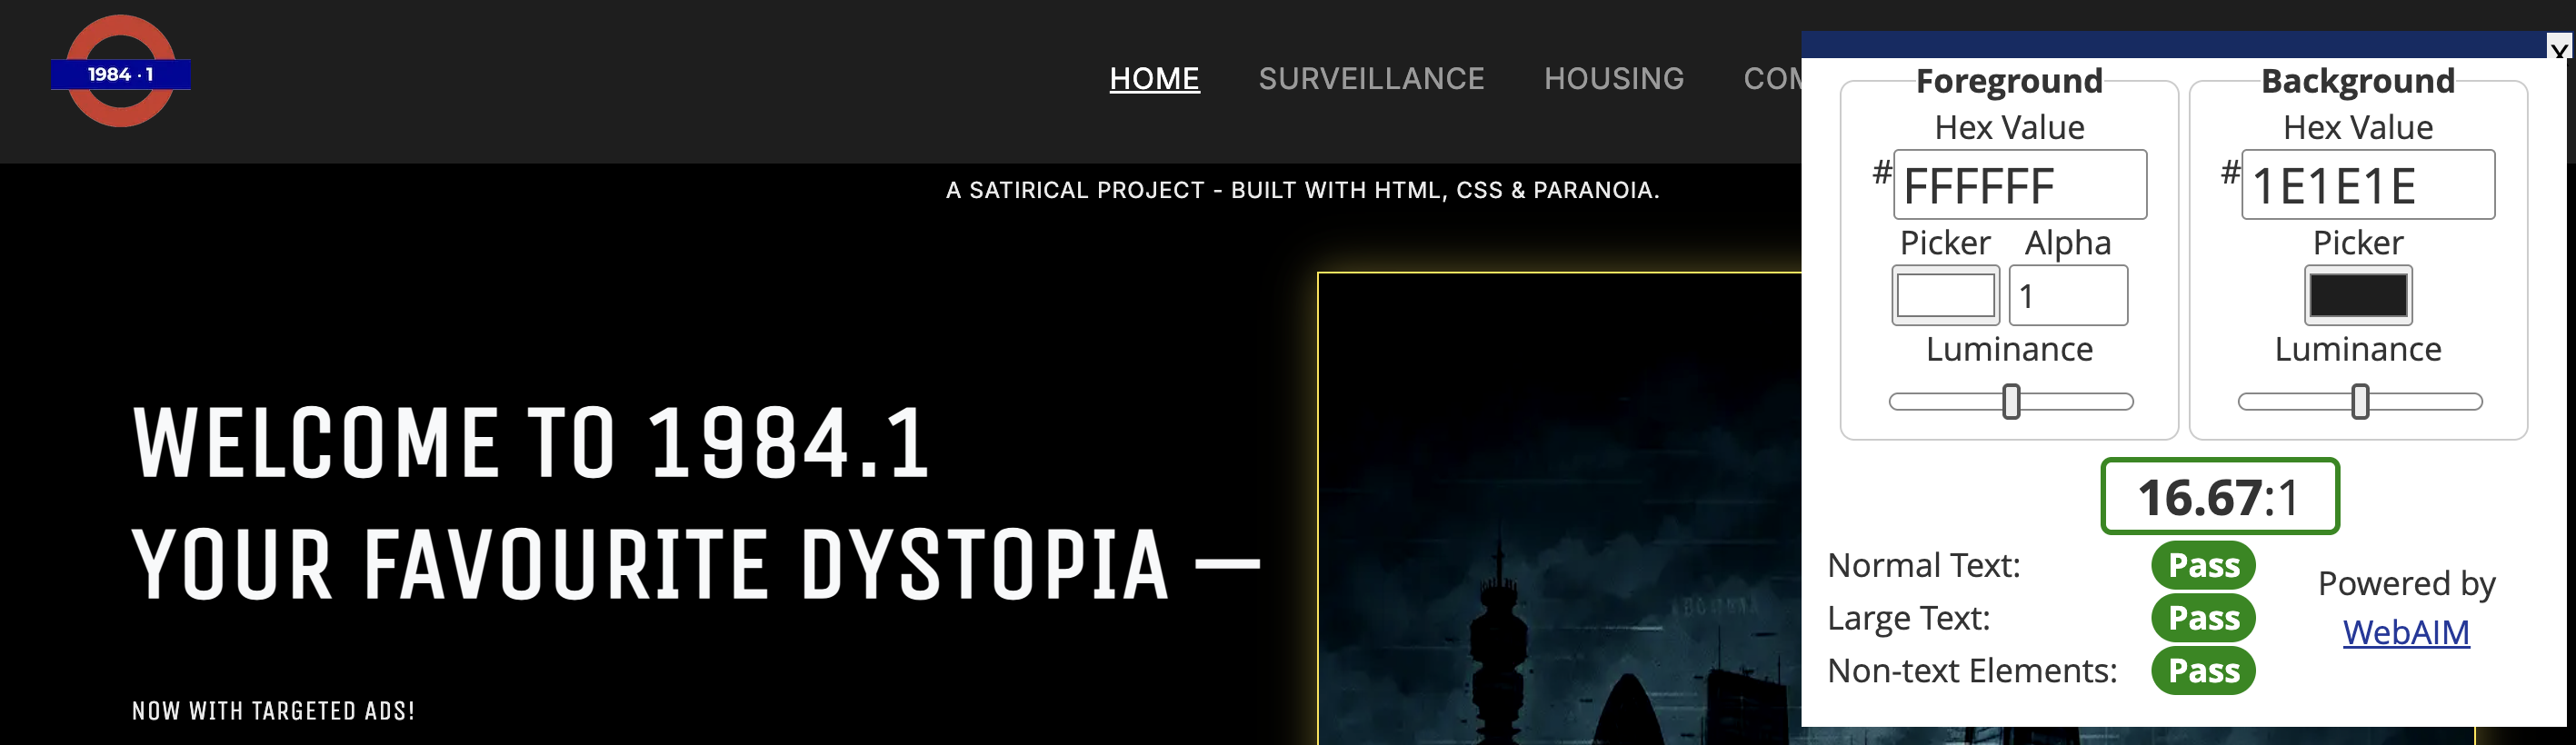 1984 · 1
HOME SURVEILLANCE HOUSING
A SATIRICAL PROJECT - BUILT WITH HTML, CSS & PARANOIA.
WELCOME TO 1984.1
YOUR FAVOURITE DYSTOPIA —
NOW WITH TARGETED ADS!
X
Foreground
Hex Value
# FFFFFF
Picker Alpha
1
Luminance
Background
Hex Value
# 1E1E1E
Picker
Luminance
16.67:1
Normal Text: Pass
Large Text: Pass
Non-text Elements: Pass
Powered by
WebAIM